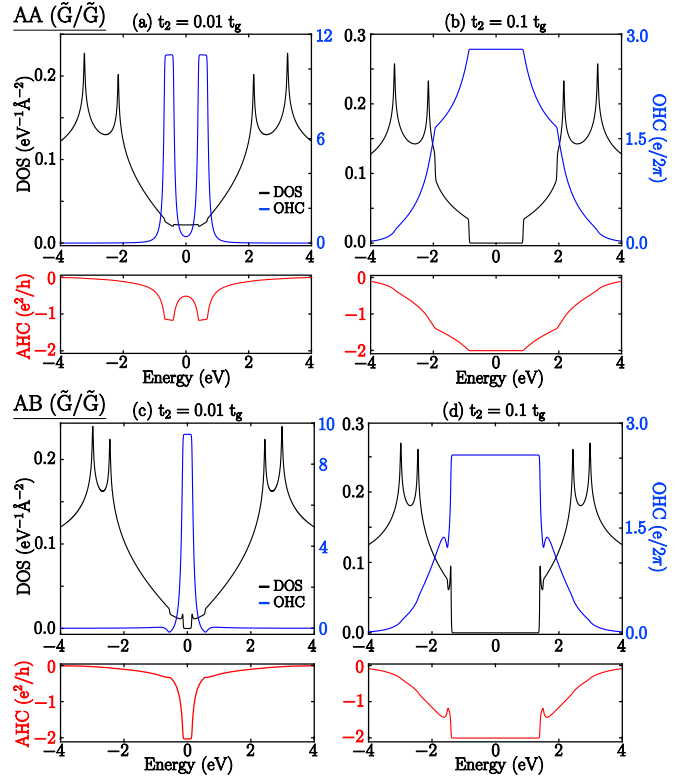 AA (G̃/G̃)
(a) t₂ = 0.01 t_g
(b) t₂ = 0.1 t_g
DOS (eV⁻¹Å⁻²)
0.2
0.1
0.0
12
6
0
DOS
OHC
−4 −2 0 2 4
0.3
0.2
0.1
0.0
3.0
1.5
0.0
OHC (e/2π)
−4 −2 0 2 4
AHC (e²/h)
0
−1
−2
−4 −2 0 2 4
Energy (eV)
0
−1
−2
−4 −2 0 2 4
Energy (eV)
AB (G̃/G̃)
(c) t₂ = 0.01 t_g
(d) t₂ = 0.1 t_g
DOS (eV⁻¹Å⁻²)
0.2
0.1
0.0
10
8
6
4
2
0
DOS
OHC
−4 −2 0 2 4
0.3
0.2
0.1
0.0
3.0
1.5
0.0
OHC (e/2π)
−4 −2 0 2 4
AHC (e²/h)
0
−1
−2
−4 −2 0 2 4
Energy (eV)
0
−1
−2
−4 −2 0 2 4
Energy (eV)